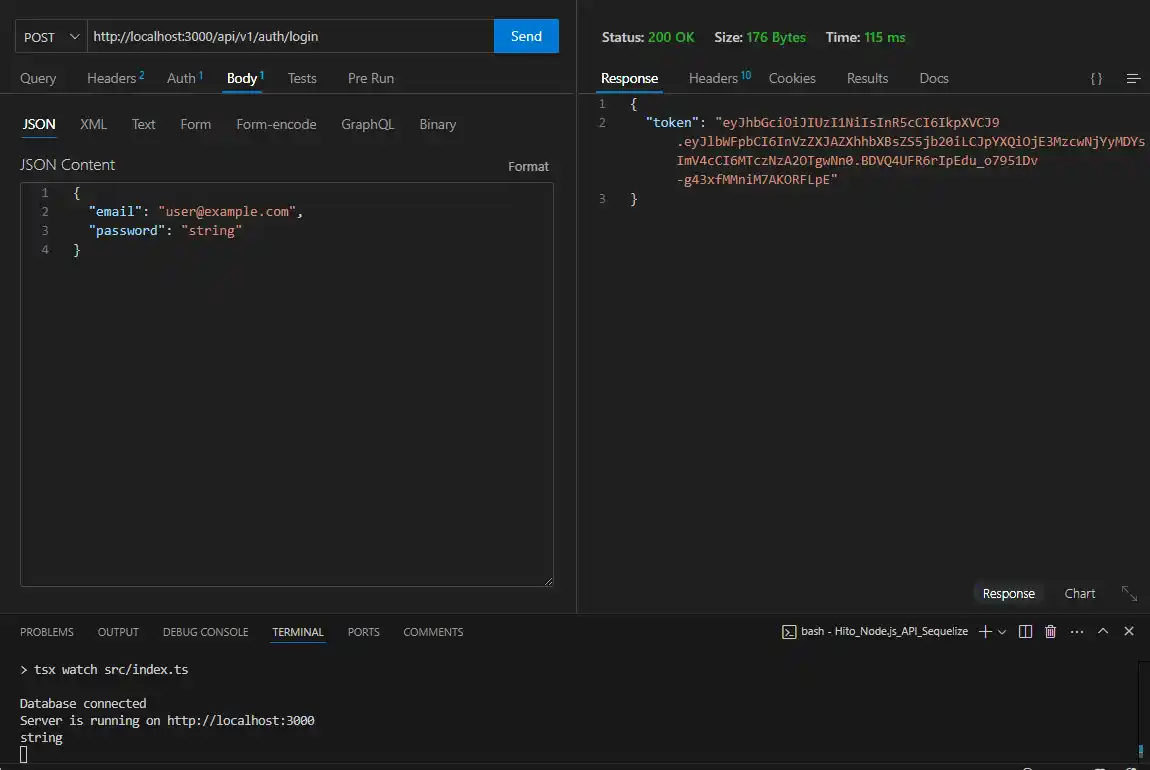 POST http://localhost:3000/api/v1/auth/login Send
Query Headers 2 Auth 1 Body 1 Tests Pre Run
JSON XML Text Form Form-encode GraphQL Binary
JSON Content Format
1 {
2 "email": "user@example.com",
3 "password": "string"
4 }
Status: 200 OK Size: 176 Bytes Time: 115 ms
Response Headers 10 Cookies Results Docs {}
1 {
2 "token": "eyJhbGciOiJIUzI1NiIsInR5cCI6IkpXVCJ9
.eyJlbWFpbCI6InVzZXJAZXhhbXBsZS5jb20iLCJpYXQiOjE3MzcwNjYyMDYs
ImV4cCI6MTczNzA2OTgwNn0.BDVQ4UFR6rIpEdu_o7951Dv
-g43xfMMniM7AKORFLpE"
3 }
Response Chart
PROBLEMS OUTPUT DEBUG CONSOLE TERMINAL PORTS COMMENTS
bash - Hito_Node.js_API_Sequelize
> tsx watch src/index.ts
Database connected
Server is running on http://localhost:3000
string